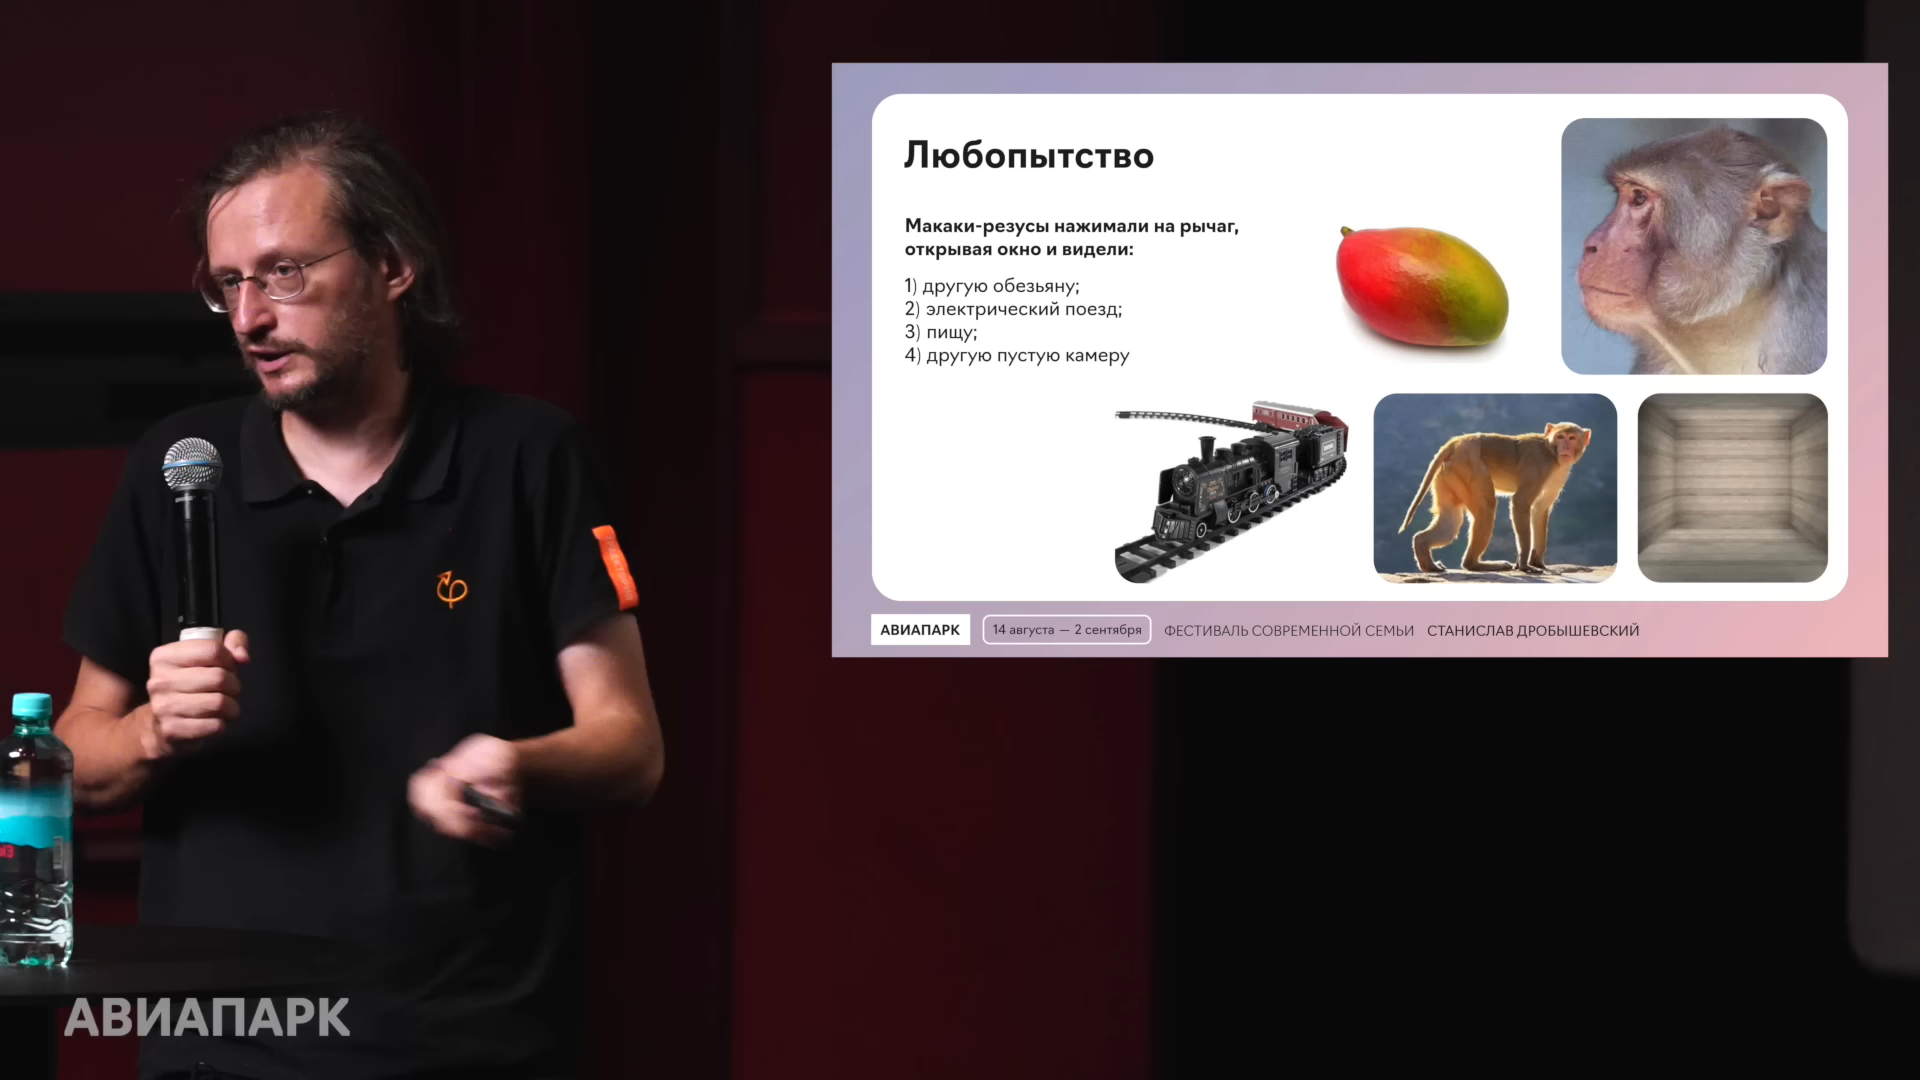 Любопытство
Макаки-резусы нажимали на рычаг,
открывая окно и видели:
1) другую обезьяну;
2) электрический поезд;
3) пищу;
4) другую пустую камеру
АВИАПАРК
14 августа — 2 сентября
ФЕСТИВАЛЬ СОВРЕМЕННОЙ СЕМЬИ
СТАНИСЛАВ ДРОБЫШЕВСКИЙ
АВИАПАРК